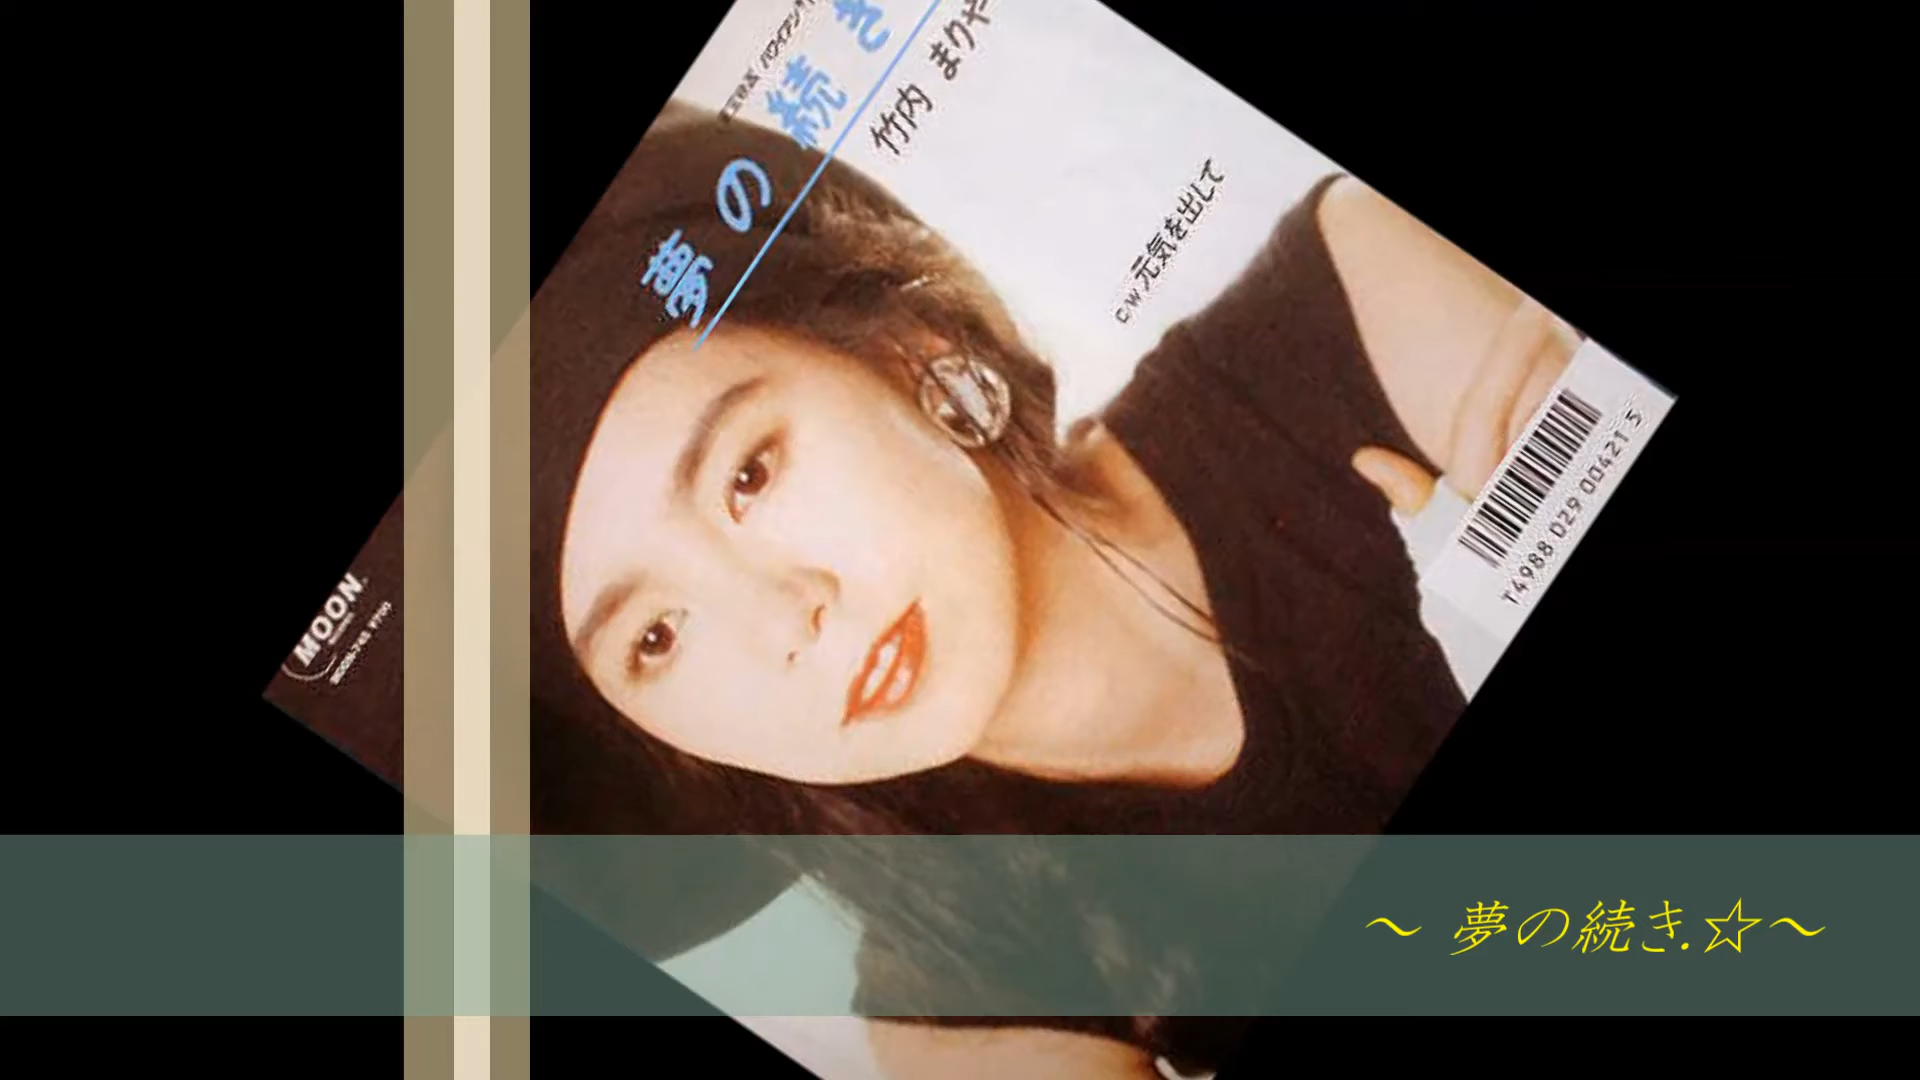 夢の続き
竹内 まりや
c/w 元気を出して
T4988 029 00421 5
MOON
～ 夢の続き.☆～